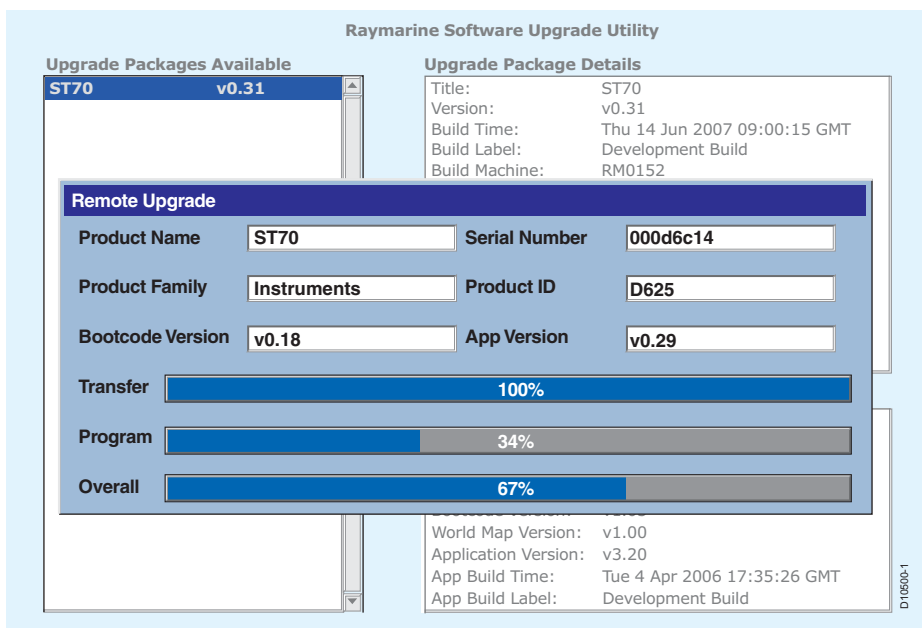 Raymarine Software Upgrade Utility
Upgrade Packages Available
Upgrade Package Details
ST70 v0.31
Title: ST70
Version: v0.31
Build Time: Thu 14 Jun 2007 09:00:15 GMT
Build Label: Development Build
Build Machine: RM0152
Remote Upgrade
Product Name ST70 Serial Number 000d6c14
Product Family Instruments Product ID D625
Bootcode Version v0.18 App Version v0.29
Transfer 100%
Program 34%
Overall 67%
World Map Version: v1.00
Application Version: v3.20
App Build Time: Tue 4 Apr 2006 17:35:26 GMT
App Build Label: Development Build
D10500-1